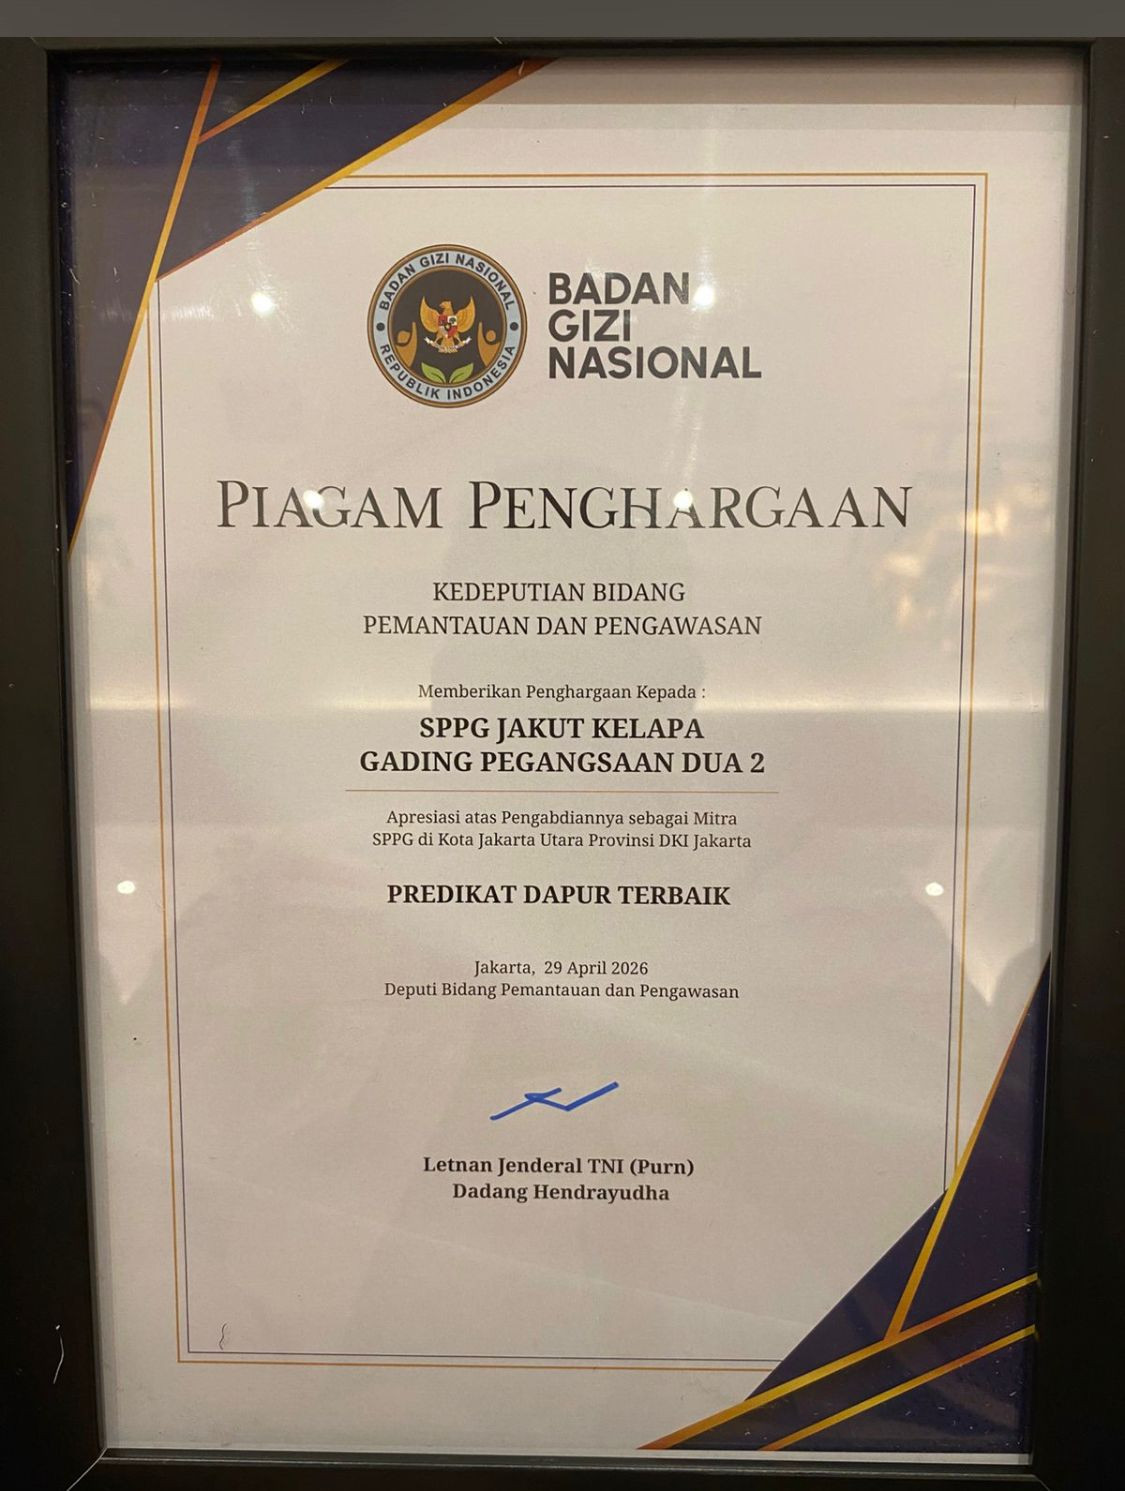 BADAN GIZI NASIONAL
REPUBLIK INDONESIA
BADAN
GIZI
NASIONAL
PIAGAM PENGHARGAAN
KEDEPUTIAN BIDANG
PEMANTAUAN DAN PENGAWASAN
Memberikan Penghargaan Kepada :
SPPG JAKUT KELAPA
GADING PEGANGSAAN DUA 2
Apresiasi atas Pengabdiannya sebagai Mitra
SPPG di Kota Jakarta Utara Provinsi DKI Jakarta
PREDIKAT DAPUR TERBAIK
Jakarta, 29 April 2026
Deputi Bidang Pemantauan dan Pengawasan
Letnan Jenderal TNI (Purn)
Dadang Hendrayudha